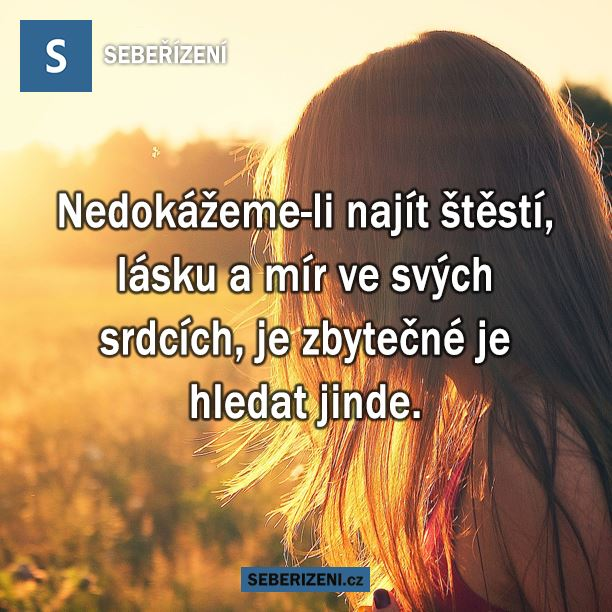 S
SEBEŘÍZENÍ
Nedokážeme-li najít štěstí,
lásku a mír ve svých
srdcích, je zbytečné je
hledat jinde.
SEBERIZENI.cz